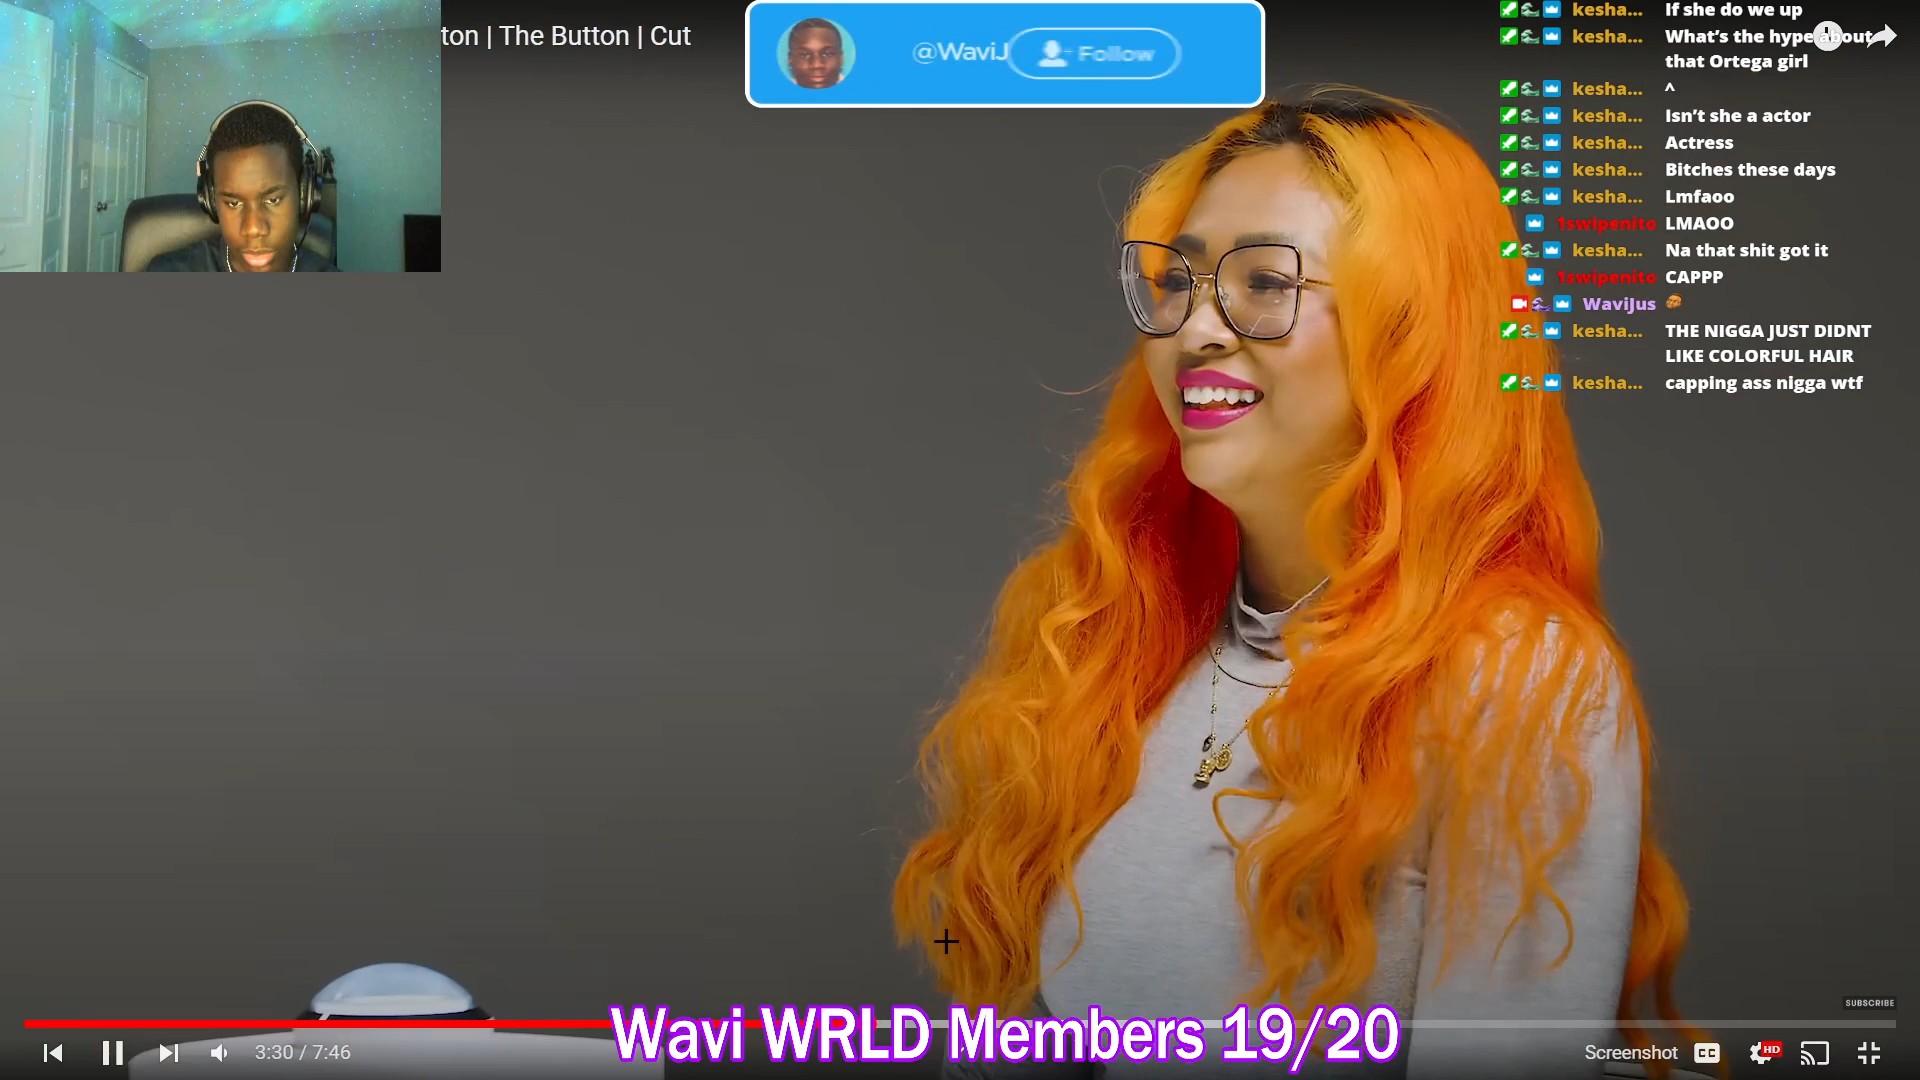 ton | The Button | Cut
@WaviJ
Follow
kesha... If she do we up
kesha... What's the hype about
that Ortega girl
kesha... ^
kesha... Isn't she a actor
kesha... Actress
kesha... Bitches these days
kesha... Lmfaoo
1swipenito LMAOO
kesha... Na that shit got it
1swipenito CAPPP
WaviJus
kesha... THE NIGGA JUST DIDNT
LIKE COLORFUL HAIR
kesha... capping ass nigga wtf
SUBSCRIBE
Wavi WRLD Members 19/20
3:30 / 7:46
Screenshot
CC
HD